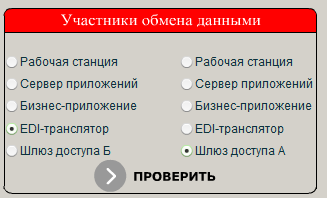 Участники обмена данными
Рабочая станция Рабочая станция
Сервер приложений Сервер приложений
Бизнес-приложение Бизнес-приложение
EDI-транслятор EDI-транслятор
Шлюз доступа Б Шлюз доступа А
ПРОВЕРИТЬ